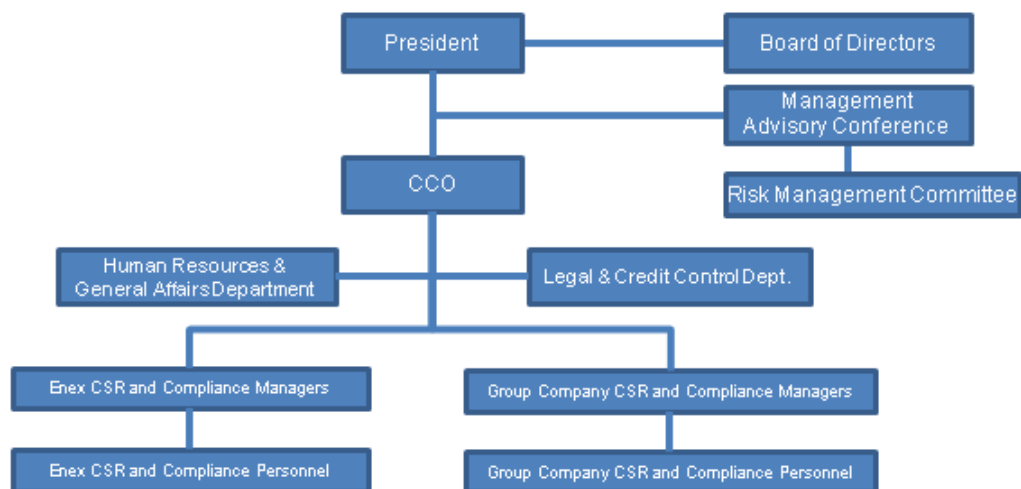 President
Board of Directors
Management
Advisory Conference
CCO
Risk Management Committee
Human Resources &
General Affairs Department
Legal & Credit Control Dept.
Enex CSR and Compliance Managers
Group Company CSR and Compliance Managers
Enex CSR and Compliance Personnel
Group Company CSR and Compliance Personnel